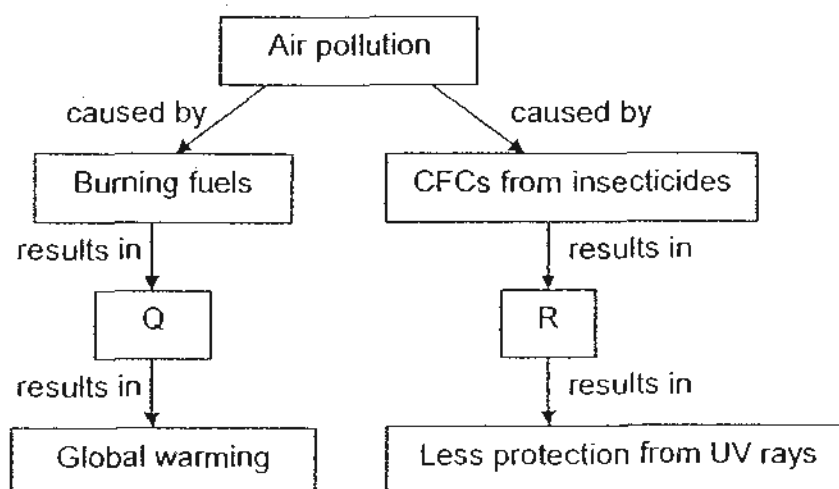 Air pollution
caused by
caused by
Burning fuels
CFCs from insecticides
results in
results in
Q
R
results in
results in
Global warming
Less protection from UV rays